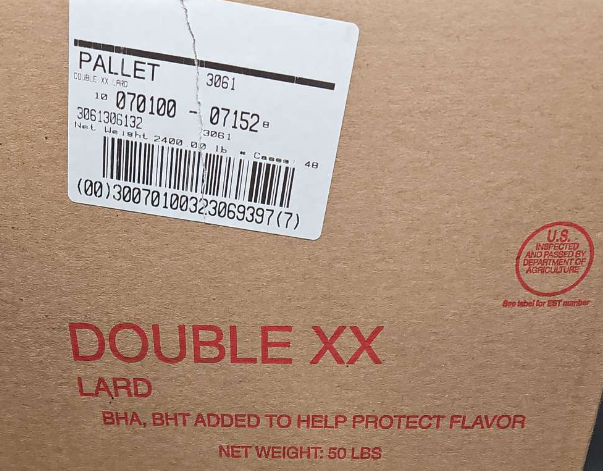 PALLET 3061
DOUBLE XX LARD
10 070100 - 07152 8
3061306132 3061
Net Weight 2400.00 lb * Cases: 48
(00)30070100323069397(7)
U.S.
INSPECTED
AND PASSED BY
DEPARTMENT OF
AGRICULTURE
See label for EST number
DOUBLE XX
LARD
BHA, BHT ADDED TO HELP PROTECT FLAVOR
NET WEIGHT: 50 LBS